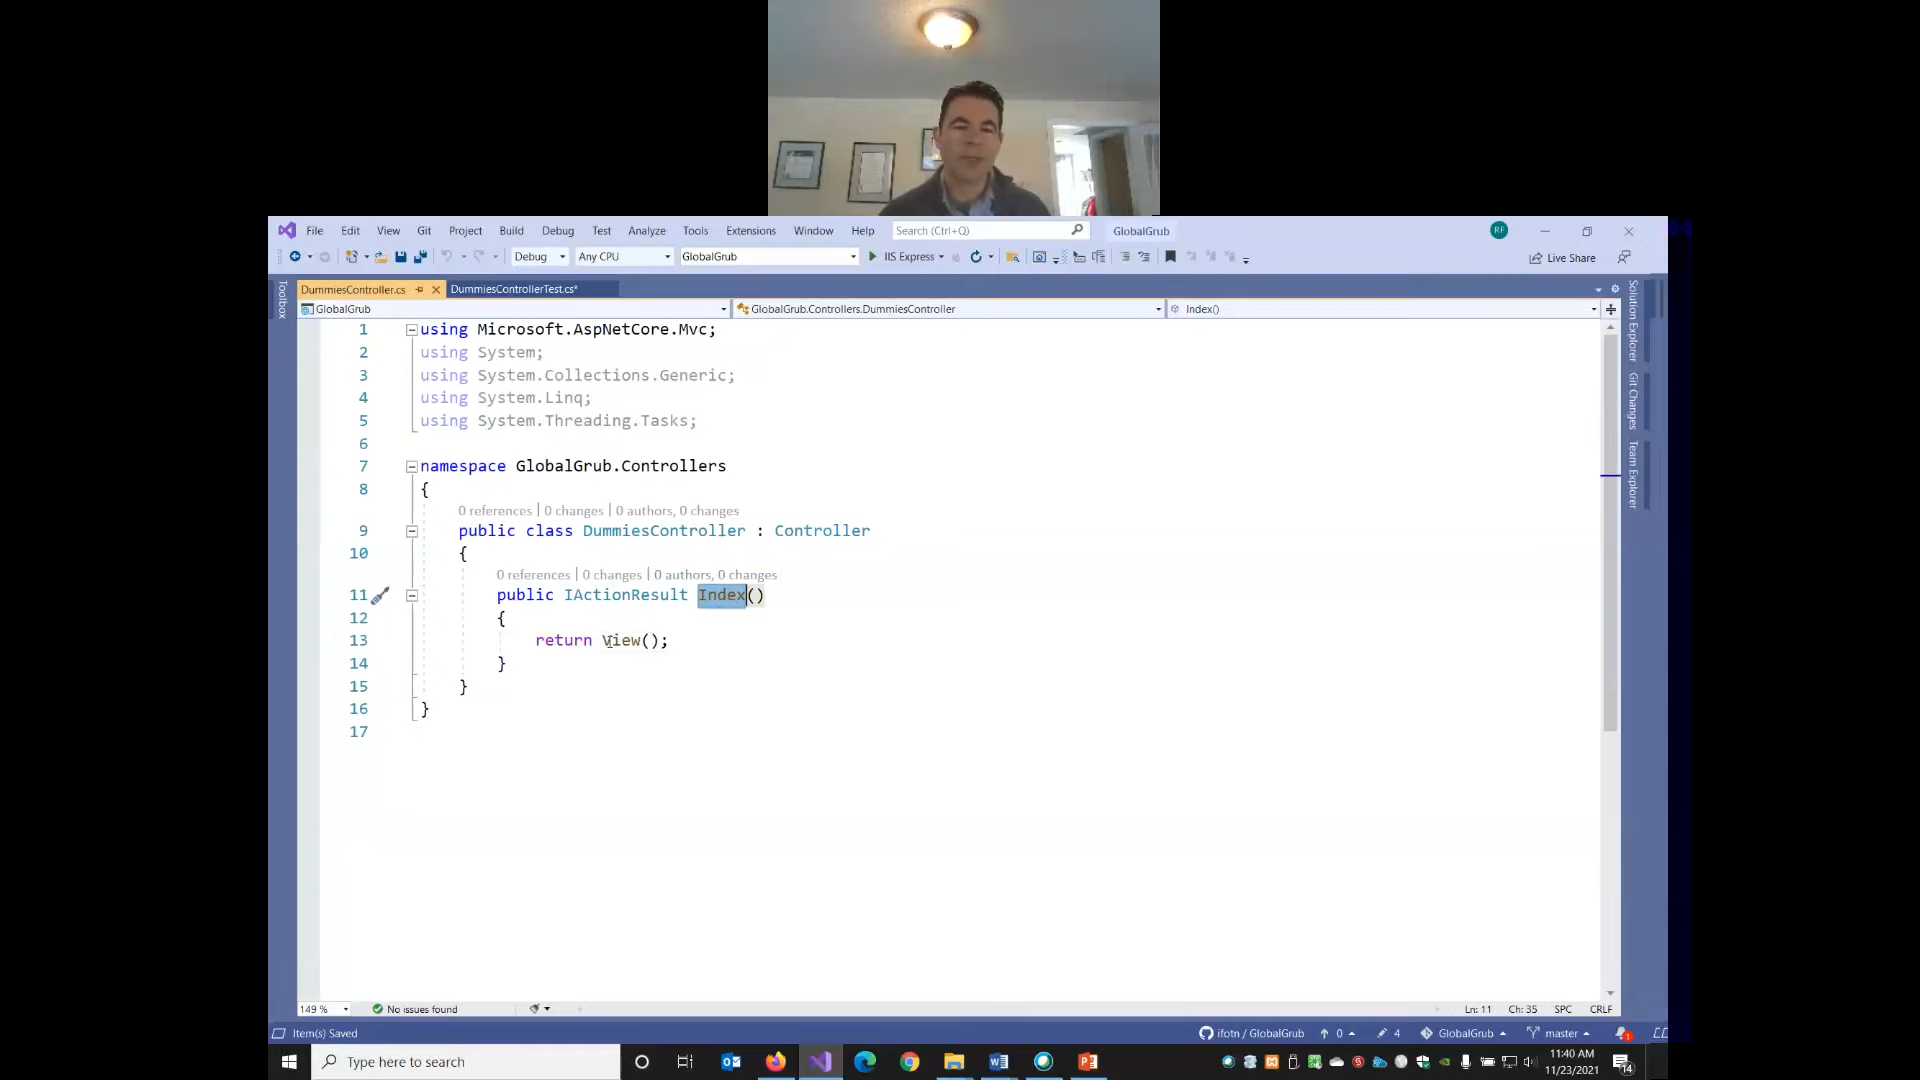 File Edit View Git Project Build Debug Test Analyze Tools Extensions Window Help Search (Ctrl+Q) GlobalGrub RF
Debug Any CPU GlobalGrub IIS Express Live Share
Toolbox
DummiesController.cs DummiesControllerTest.cs*
GlobalGrub GlobalGrub.Controllers.DummiesController Index()
Solution Explorer
Git Changes
Team Explorer
1 using Microsoft.AspNetCore.Mvc;
2 using System;
3 using System.Collections.Generic;
4 using System.Linq;
5 using System.Threading.Tasks;
6
7 namespace GlobalGrub.Controllers
8 {
0 references | 0 changes | 0 authors, 0 changes
9 public class DummiesController : Controller
10 {
0 references | 0 changes | 0 authors, 0 changes
11 public IActionResult Index()
12 {
13 return View();
14 }
15 }
16 }
17
149 % No issues found Ln: 11 Ch: 35 SPC CRLF
Item(s) Saved ifotn / GlobalGrub 0 4 GlobalGrub master 1
Type here to search 11:40 AM
11/23/2021 14